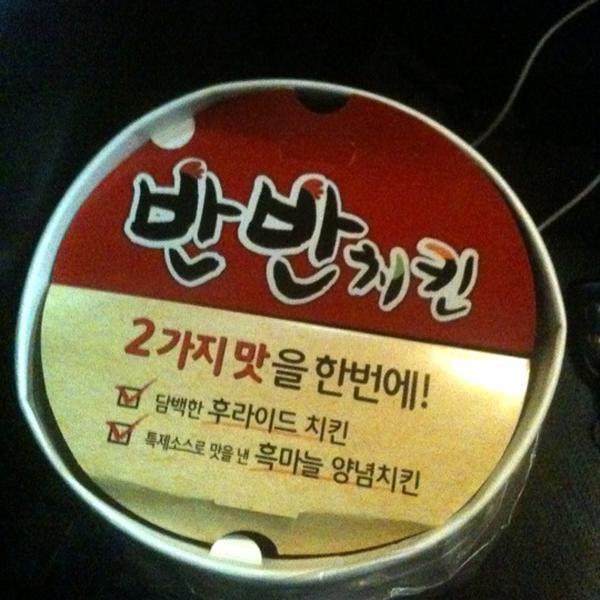 반반치킨
2가지 맛을 한번에!
담백한 후라이드 치킨
특제소스로 맛을 낸 흑마늘 양념치킨